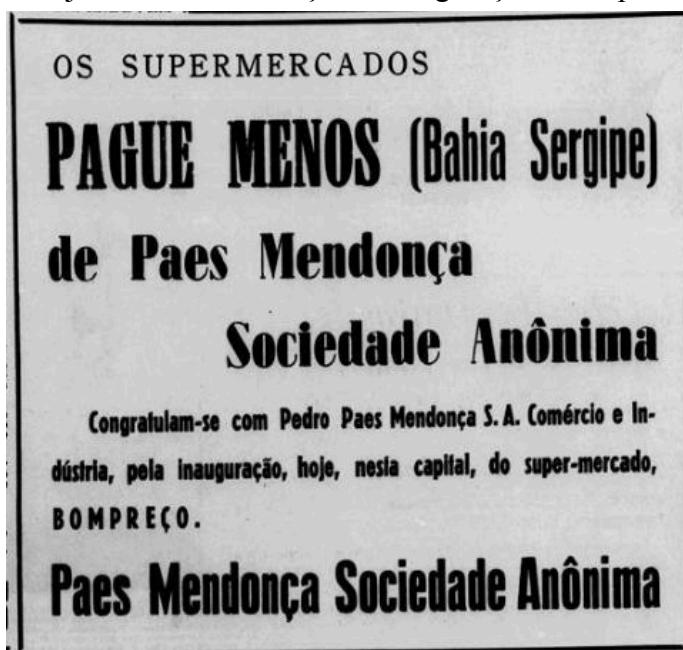 OS SUPERMERCADOS
PAGUE MENOS (Bahia Sergipe)
de Paes Mendonça
Sociedade Anônima
Congratulam-se com Pedro Paes Mendonça S. A. Comércio e In-
dústria, pela inauguração, hoje, nesta capital, do super-mercado,
BOMPREÇO.
Paes Mendonça Sociedade Anônima